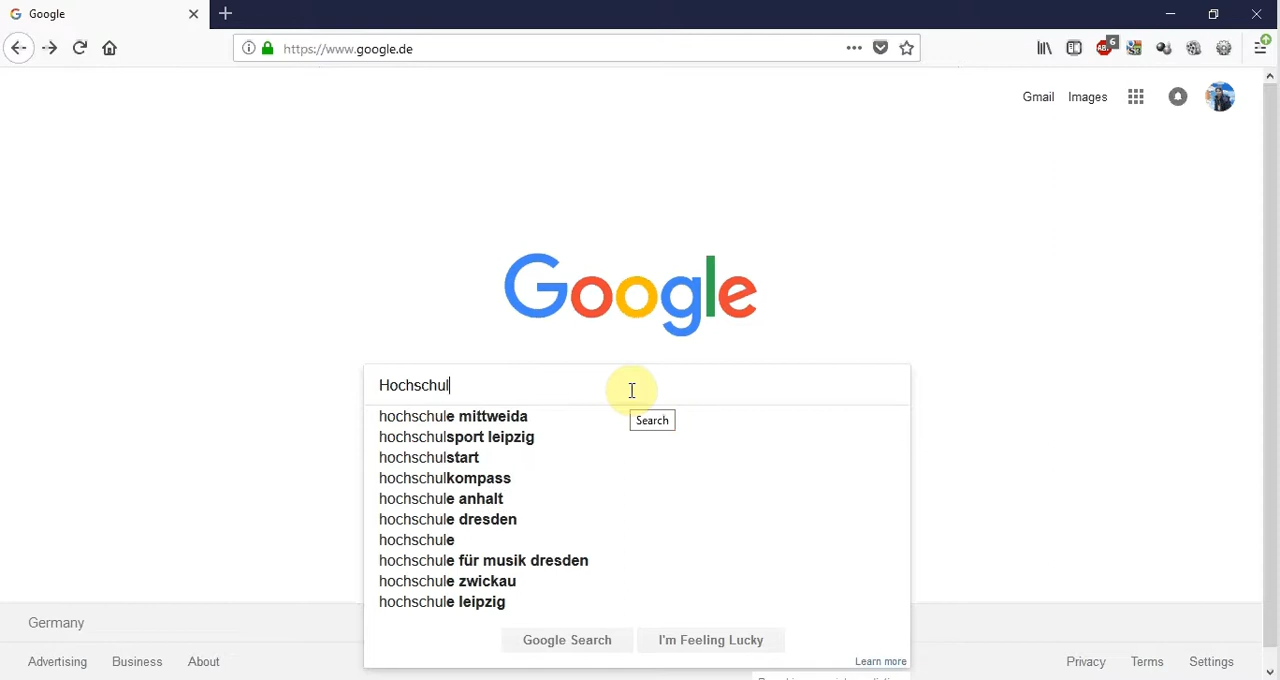 Google
https://www.google.de
ABP 6
Gmail Images
Google
Hochschul
Search
hochschule mittweida
hochschulsport leipzig
hochschulstart
hochschulkompass
hochschule anhalt
hochschule dresden
hochschule
hochschule für musik dresden
hochschule zwickau
hochschule leipzig
Google Search I'm Feeling Lucky
Learn more
Germany
Advertising Business About
Privacy Terms Settings